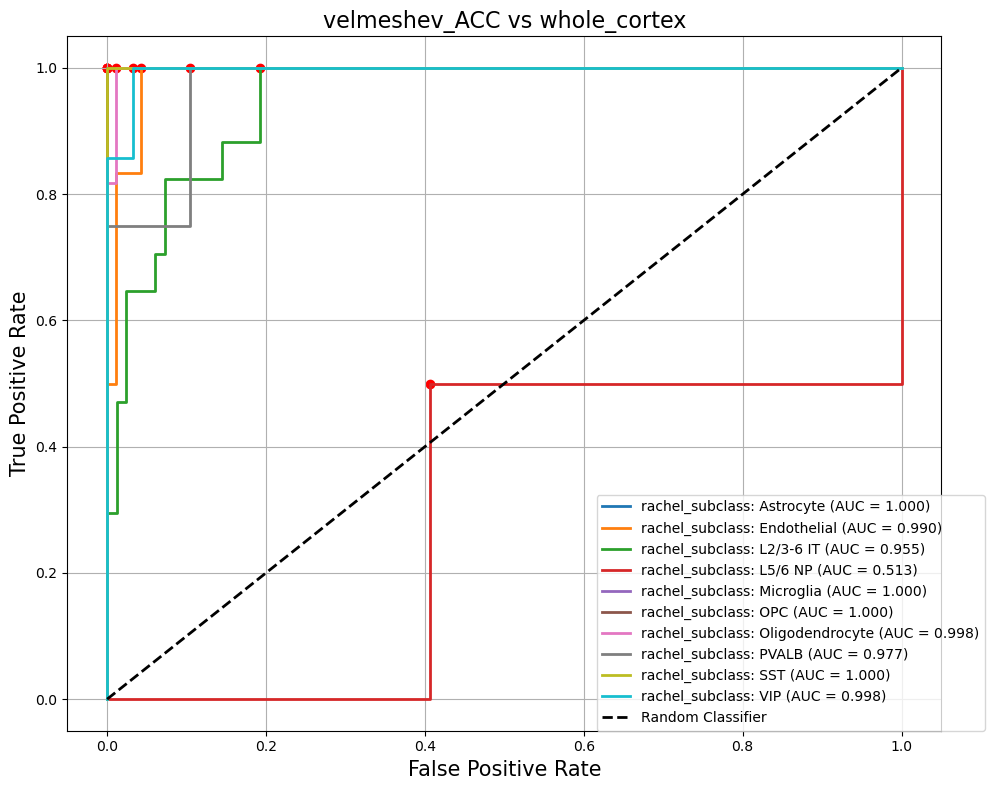 velmeshev_ACC vs whole_cortex
True Positive Rate
1.0
0.8
0.6
0.4
0.2
0.0
rachel_subclass: Astrocyte (AUC = 1.000)
rachel_subclass: Endothelial (AUC = 0.990)
rachel_subclass: L2/3-6 IT (AUC = 0.955)
rachel_subclass: L5/6 NP (AUC = 0.513)
rachel_subclass: Microglia (AUC = 1.000)
rachel_subclass: OPC (AUC = 1.000)
rachel_subclass: Oligodendrocyte (AUC = 0.998)
rachel_subclass: PVALB (AUC = 0.977)
rachel_subclass: SST (AUC = 1.000)
rachel_subclass: VIP (AUC = 0.998)
Random Classifier
0.0 0.2 0.4 0.6 0.8 1.0
False Positive Rate